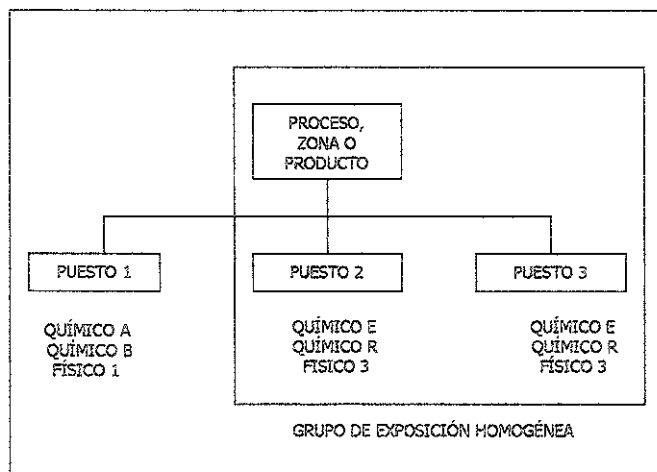 PROCESO,
ZONA O
PRODUCTO
PUESTO 1
PUESTO 2
PUESTO 3
QUÍMICO A
QUÍMICO B
FÍSICO 1
QUÍMICO E
QUÍMICO R
FISICO 3
QUÍMICO E
QUÍMICO R
FÍSICO 3
GRUPO DE EXPOSICIÓN HOMOGÉNEA